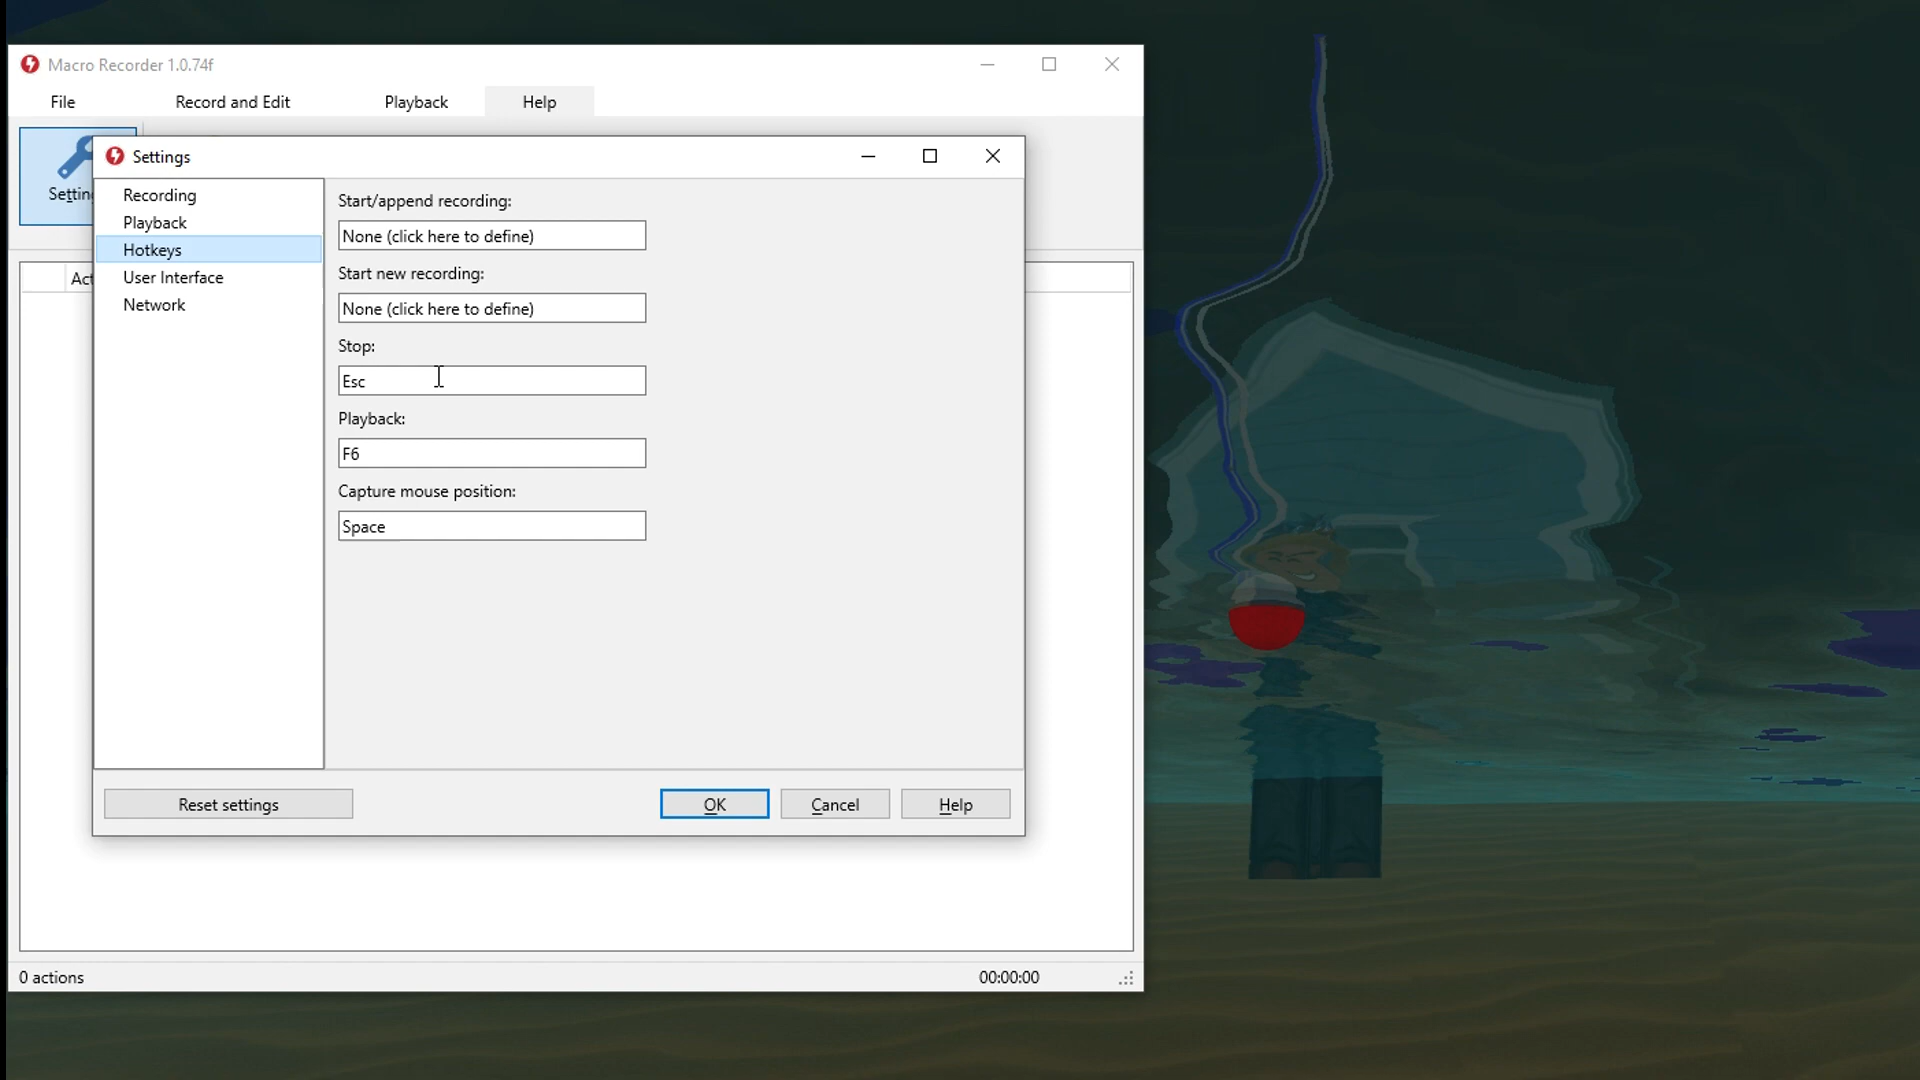 Macro Recorder 1.0.74f
File Record and Edit Playback Help
Settings
Recording
Playback
Hotkeys
User Interface
Network
Start/append recording:
None (click here to define)
Start new recording:
None (click here to define)
Stop:
Esc
Playback:
F6
Capture mouse position:
Space
Reset settings OK Cancel Help
0 actions 00:00:00